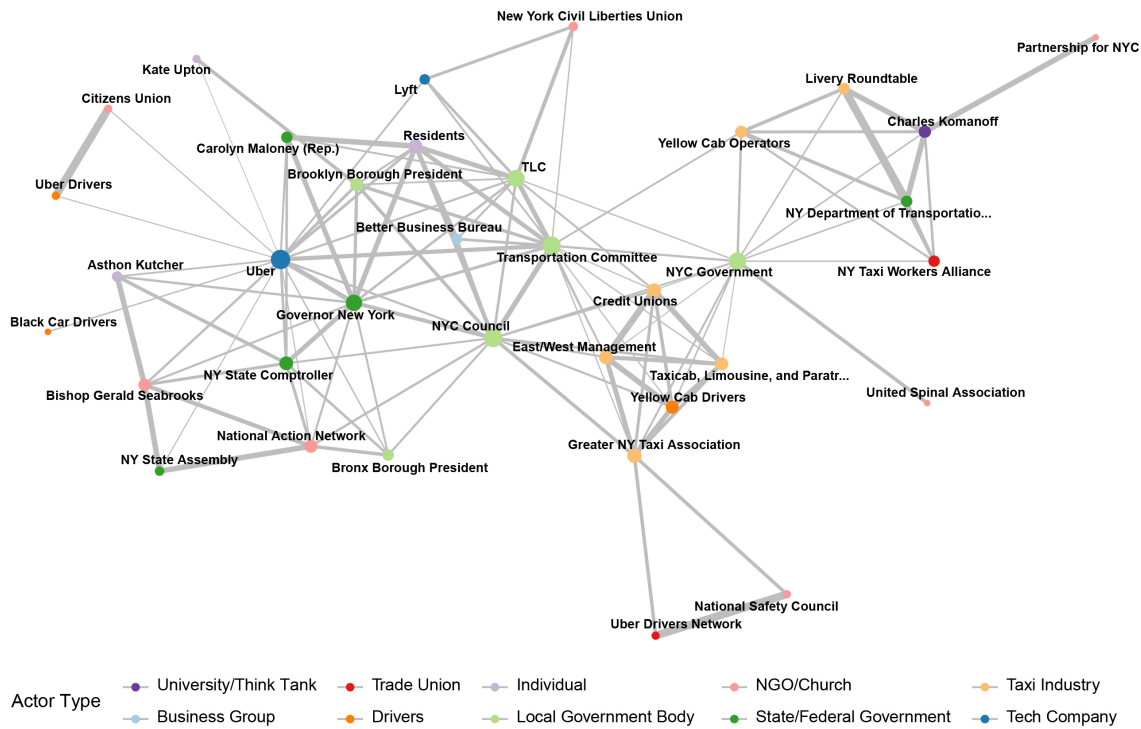 New York Civil Liberties Union
Partnership for NYC
Kate Upton
Livery Roundtable
Lyft
Citizens Union
Charles Komanoff
Residents
Yellow Cab Operators
Carolyn Maloney (Rep.)
TLC
Brooklyn Borough President
Uber Drivers
NY Department of Transportatio...
Better Business Bureau
Transportation Committee
Asthon Kutcher
Uber
NYC Government
NY Taxi Workers Alliance
Credit Unions
Governor New York
Black Car Drivers
NYC Council
East/West Management
NY State Comptroller
Taxicab, Limousine, and Paratr...
Bishop Gerald Seabrooks
United Spinal Association
Yellow Cab Drivers
National Action Network
Greater NY Taxi Association
NY State Assembly
Bronx Borough President
National Safety Council
Uber Drivers Network
Actor Type
University/Think Tank
Trade Union
Individual
NGO/Church
Taxi Industry
Business Group
Drivers
Local Government Body
State/Federal Government
Tech Company